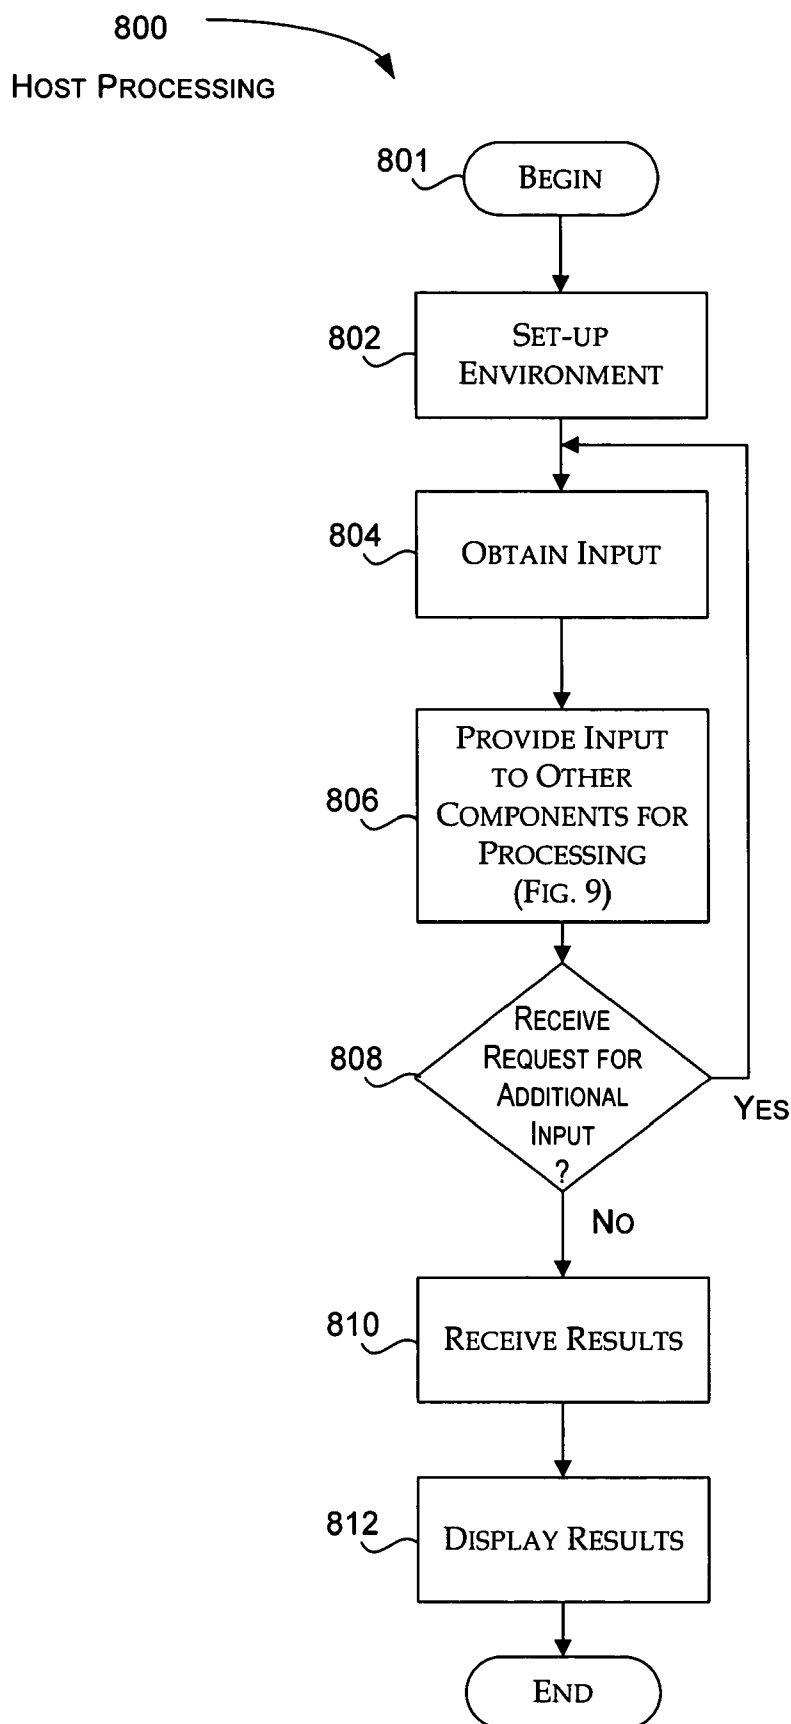 800
HOST PROCESSING
801
BEGIN
802
SET-UP
ENVIRONMENT
804
OBTAIN INPUT
806
PROVIDE INPUT
TO OTHER
COMPONENTS FOR
PROCESSING
(FIG. 9)
808
RECEIVE
REQUEST FOR
ADDITIONAL
INPUT
?
YES
NO
810
RECEIVE RESULTS
812
DISPLAY RESULTS
END